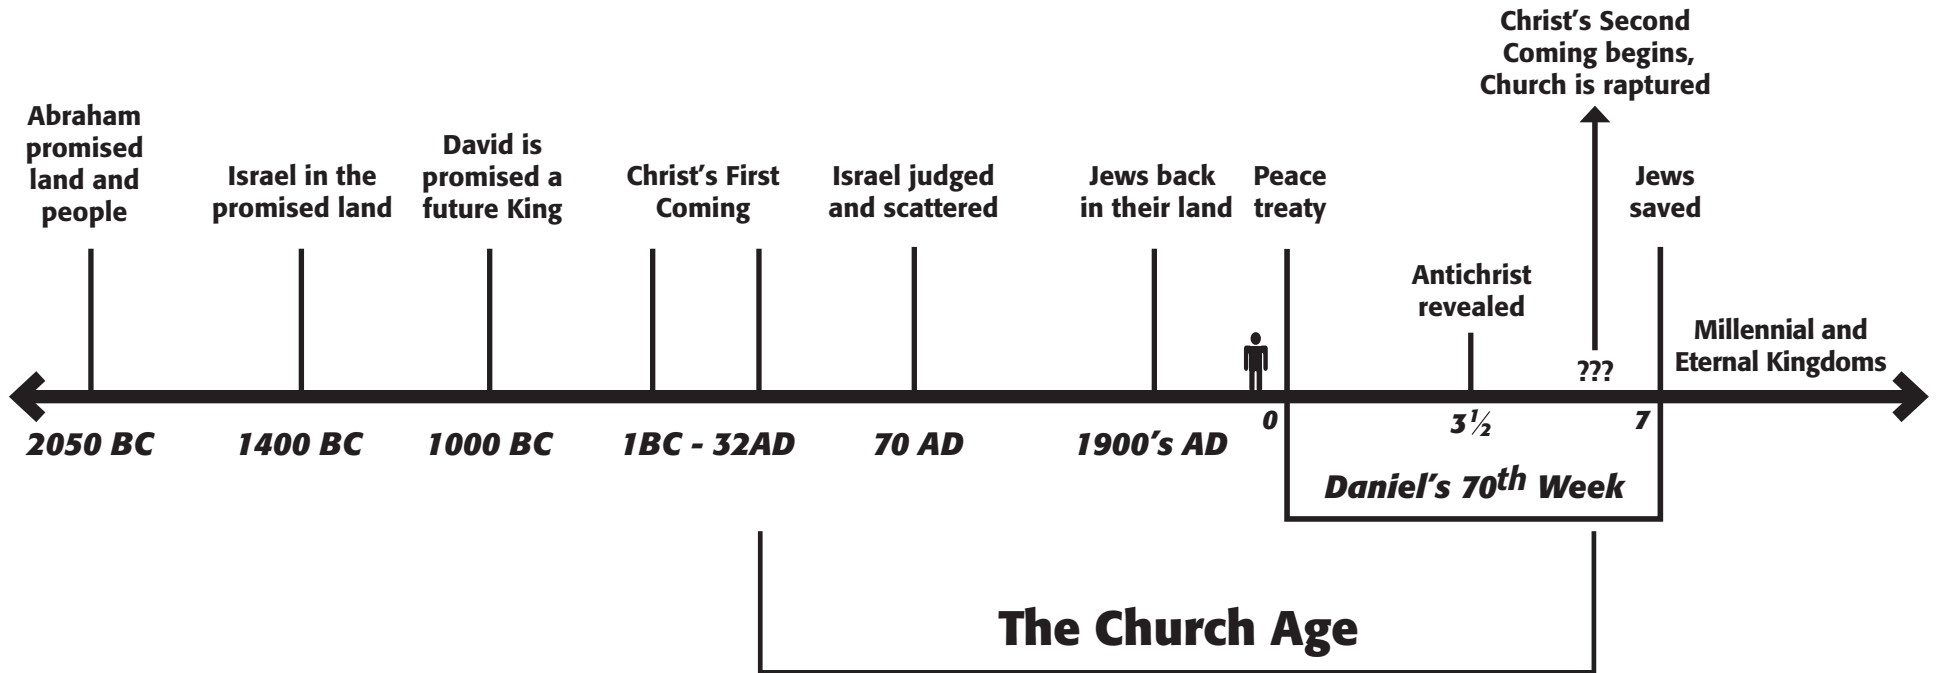 Abraham
promised
land and
people
Israel in the
promised land
David is
promised a
future King
Christ's First
Coming
Israel judged
and scattered
Jews back
in their land
Peace
treaty
Antichrist
revealed
Christ's Second
Coming begins,
Church is raptured
???
Jews
saved
Millennial and
Eternal Kingdoms
2050 BC
1400 BC
1000 BC
1BC - 32AD
70 AD
1900's AD
0
3½
7
Daniel's 70th Week
The Church Age